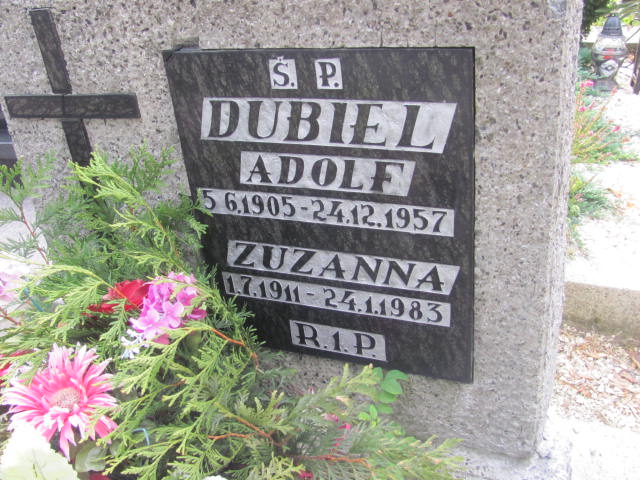 Ś. P.
DUBIEL
ADOLF
5.6.1905-24.12.1957
ZUZANNA
1.7.1911-24.1.1983
R.I.P.